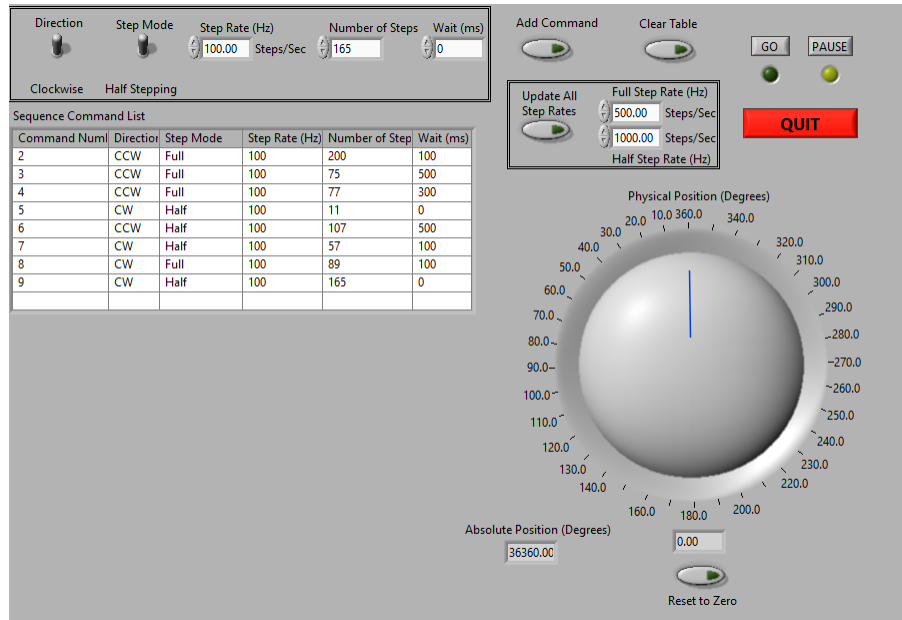 Direction Step Mode Step Rate (Hz) Number of Steps Wait (ms)
100.00 Steps/Sec 165 0
Clockwise Half Stepping
Add Command Clear Table
GO PAUSE
Update All Step Rates
Full Step Rate (Hz)
500.00 Steps/Sec
1000.00 Steps/Sec
Half Step Rate (Hz)
QUIT
Sequence Command List
Command Numl Direction Step Mode Step Rate (Hz) Number of Step Wait (ms)
2 CCW Full 100 200 100
3 CCW Full 100 75 500
4 CCW Full 100 77 300
5 CW Half 100 11 0
6 CCW Half 100 107 500
7 CW Half 100 57 100
8 CW Full 100 89 100
9 CW Half 100 165 0
Physical Position (Degrees)
10.0 360.0
20.0 340.0
30.0 320.0
40.0 310.0
50.0 300.0
60.0 290.0
70.0 280.0
80.0 270.0
90.0 260.0
100.0 250.0
110.0 240.0
120.0 230.0
130.0 220.0
140.0 200.0
160.0 180.0
Absolute Position (Degrees)
36360.00
0.00
Reset to Zero